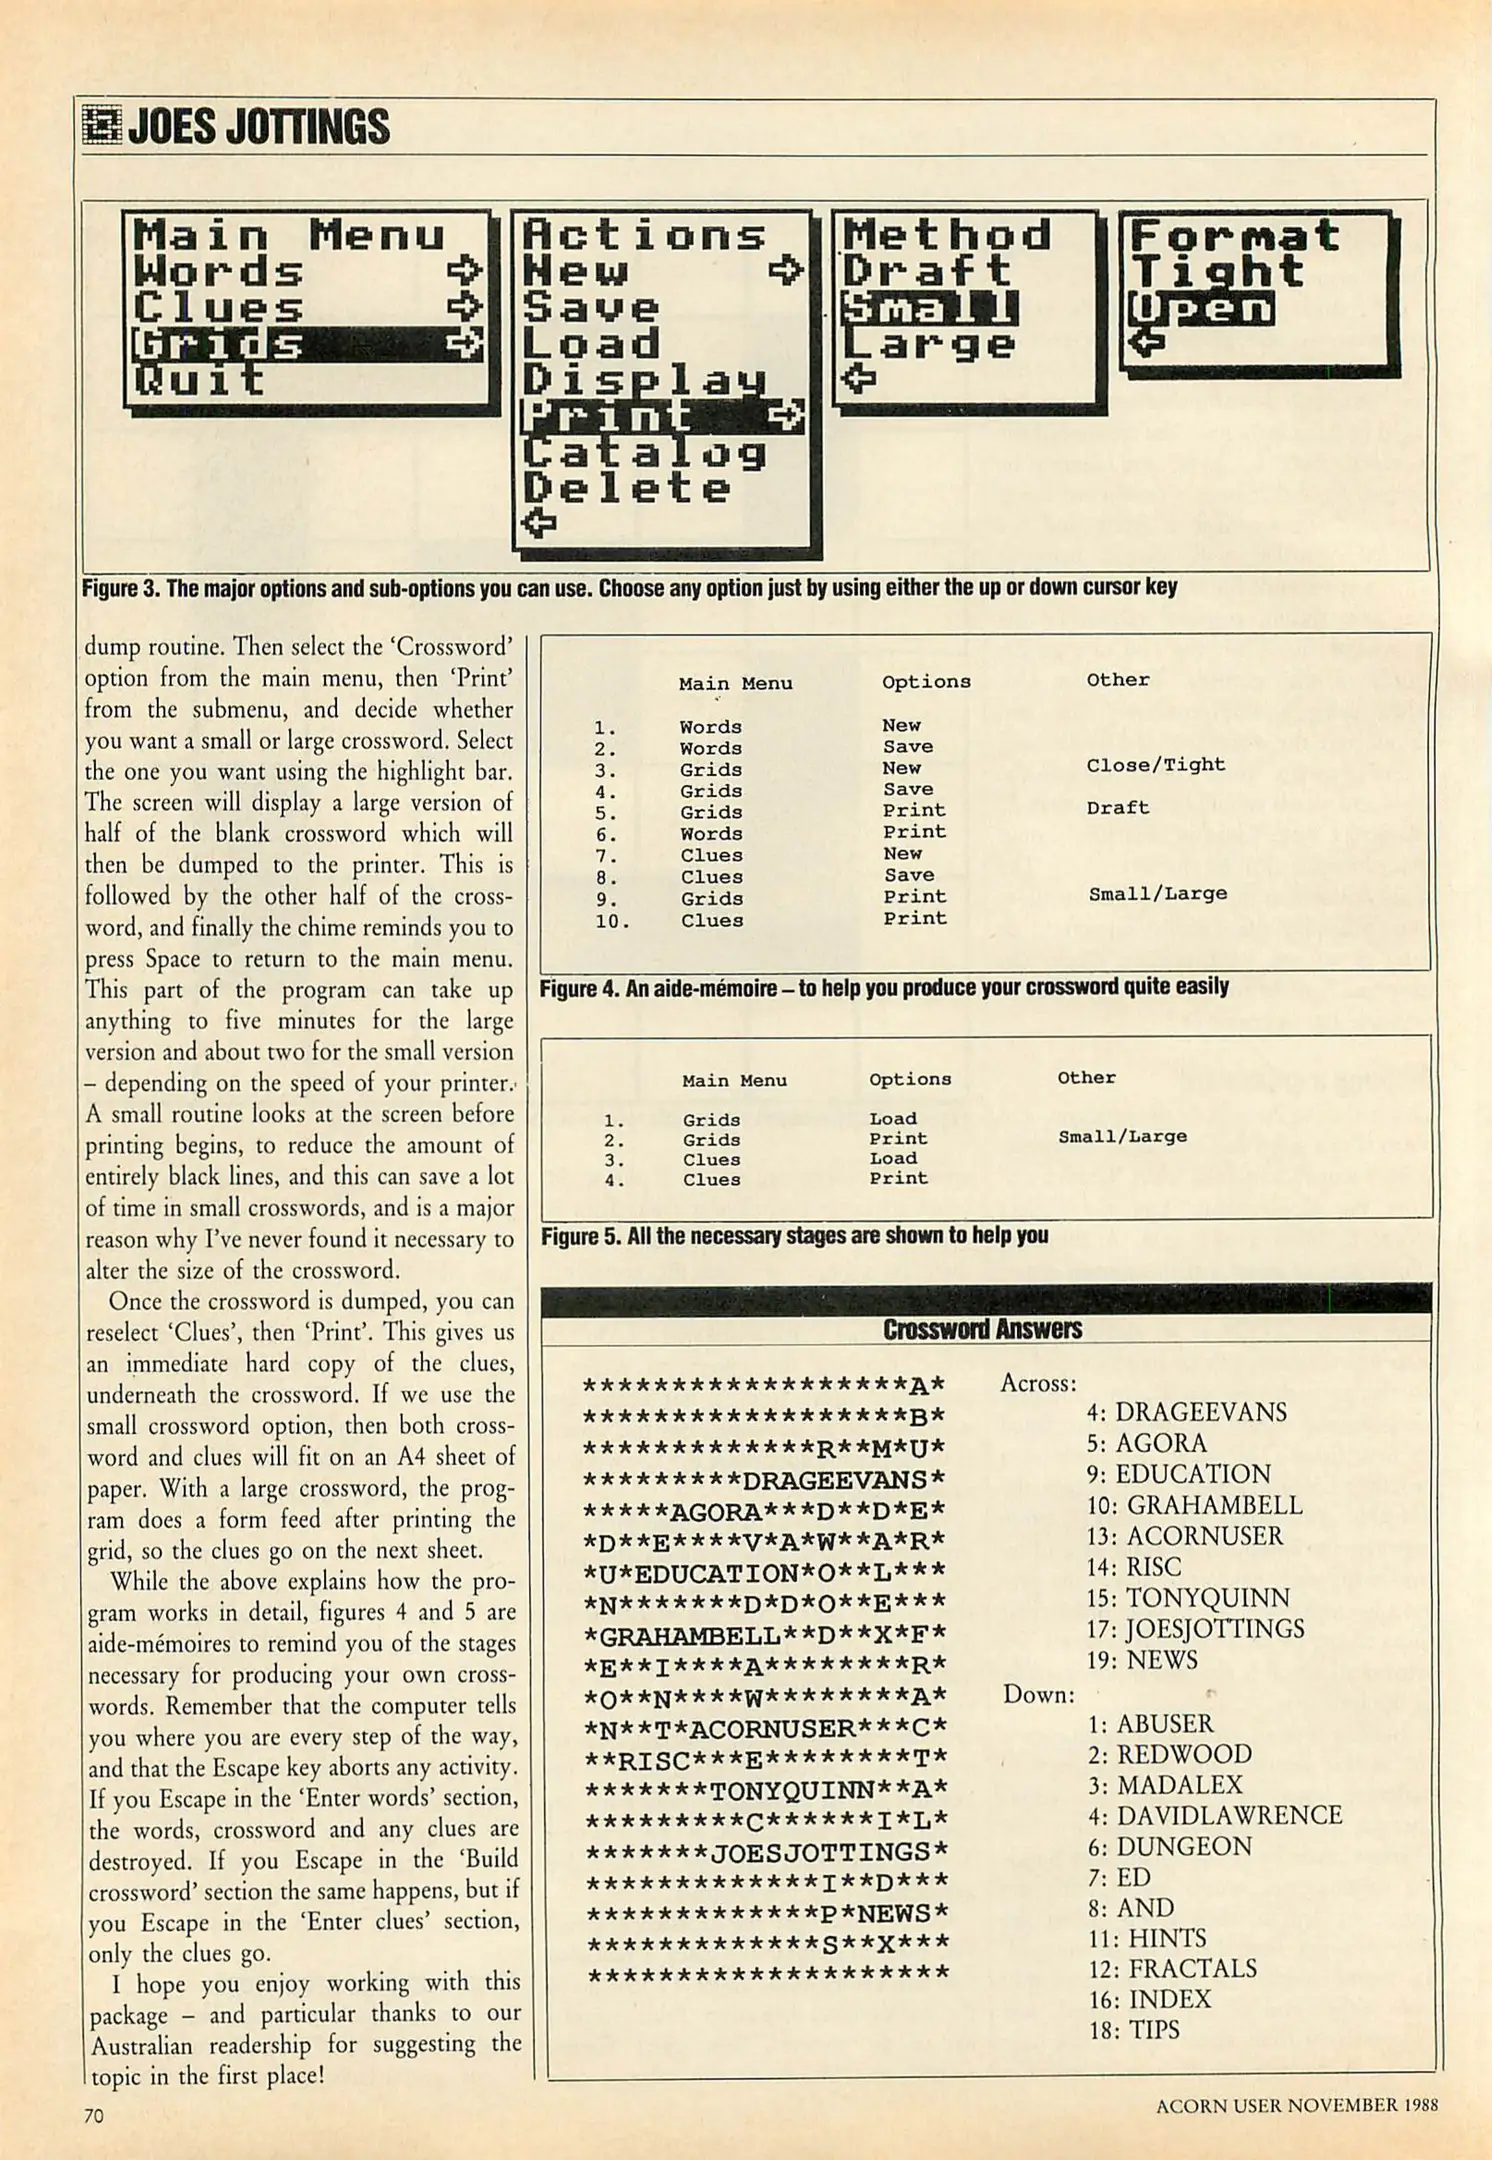 JOES JOTTINGS
Main Menu
Words
Clues
Grids
Quit
Actions
New
Save
Load
Display
Print
Catalog
Delete
Method
Draft
Small
Large
Format
Tight
Open
Figure 3. The major options and sub-options you can use. Choose any option just by using either the up or down cursor key
dump routine. Then select the ‘Crossword’
option from the main menu, then ‘Print’
from the submenu, and decide whether
you want a small or large crossword. Select
the one you want using the highlight bar.
The screen will display a large version of
half of the blank crossword which will
then be dumped to the printer. This is
followed by the other half of the cross-
word, and finally the chime reminds you to
press Space to return to the main menu.
This part of the program can take up
anything to five minutes for the large
version and about two for the small version
– depending on the speed of your printer.
A small routine looks at the screen before
printing begins, to reduce the amount of
entirely black lines, and this can save a lot
of time in small crosswords, and is a major
reason why I’ve never found it necessary to
alter the size of the crossword.
Once the crossword is dumped, you can
reselect ‘Clues’, then ‘Print’. This gives us
an immediate hard copy of the clues,
underneath the crossword. If we use the
small crossword option, then both cross-
word and clues will fit on an A4 sheet of
paper. With a large crossword, the prog-
ram does a form feed after printing the
grid, so the clues go on the next sheet.
While the above explains how the pro-
gram works in detail, figures 4 and 5 are
aide-mémoires to remind you of the stages
necessary for producing your own cross-
words. Remember that the computer tells
you where you are every step of the way,
and that the Escape key aborts any activity.
If you Escape in the ‘Enter words’ section,
the words, crossword and any clues are
destroyed. If you Escape in the ‘Build
crossword’ section the same happens, but if
you Escape in the ‘Enter clues’ section,
only the clues go.
I hope you enjoy working with this
package – and particular thanks to our
Australian readership for suggesting the
topic in the first place!
Main Menu Options Other
1. Words New
2. Words Save
3. Grids New Close/Tight
4. Grids Save
5. Grids Print Draft
6. Words Print
7. Clues New
8. Clues Save
9. Grids Print Small/Large
10. Clues Print
Figure 4. An aide-mémoire – to help you produce your crossword quite easily
Main Menu Options Other
1. Grids Load
2. Grids Print Small/Large
3. Clues Load
4. Clues Print
Figure 5. All the necessary stages are shown to help you
Crossword Answers
******************A*
******************B*
*************R**M*U*
*********DRAGEEVANS*
*****AGORA***D**D*E*
*D**E****V*A*W**A*R*
*U*EDUCATION*O**L***
*N*******D*D*O**E***
*GRAHAMBELL**D**X*F*
*E**I****A********R*
*O**N****W********A*
*N**T*ACORNUSER***C*
**RISC***E********T*
*******TONYQUINN**A*
*********C******I*L*
*******JOESJOTTINGS*
*************I**D***
*************P*NEWS*
*************S**X***
********************
Across:
4: DRAGEEVANS
5: AGORA
9: EDUCATION
10: GRAHAMBELL
13: ACORNUSER
14: RISC
15: TONYQUINN
17: JOESJOTTINGS
19: NEWS
Down:
1: ABUSER
2: REDWOOD
3: MADALEX
4: DAVIDLAWRENCE
6: DUNGEON
7: ED
8: AND
11: HINTS
12: FRACTALS
16: INDEX
18: TIPS
70
ACORN USER NOVEMBER 1988